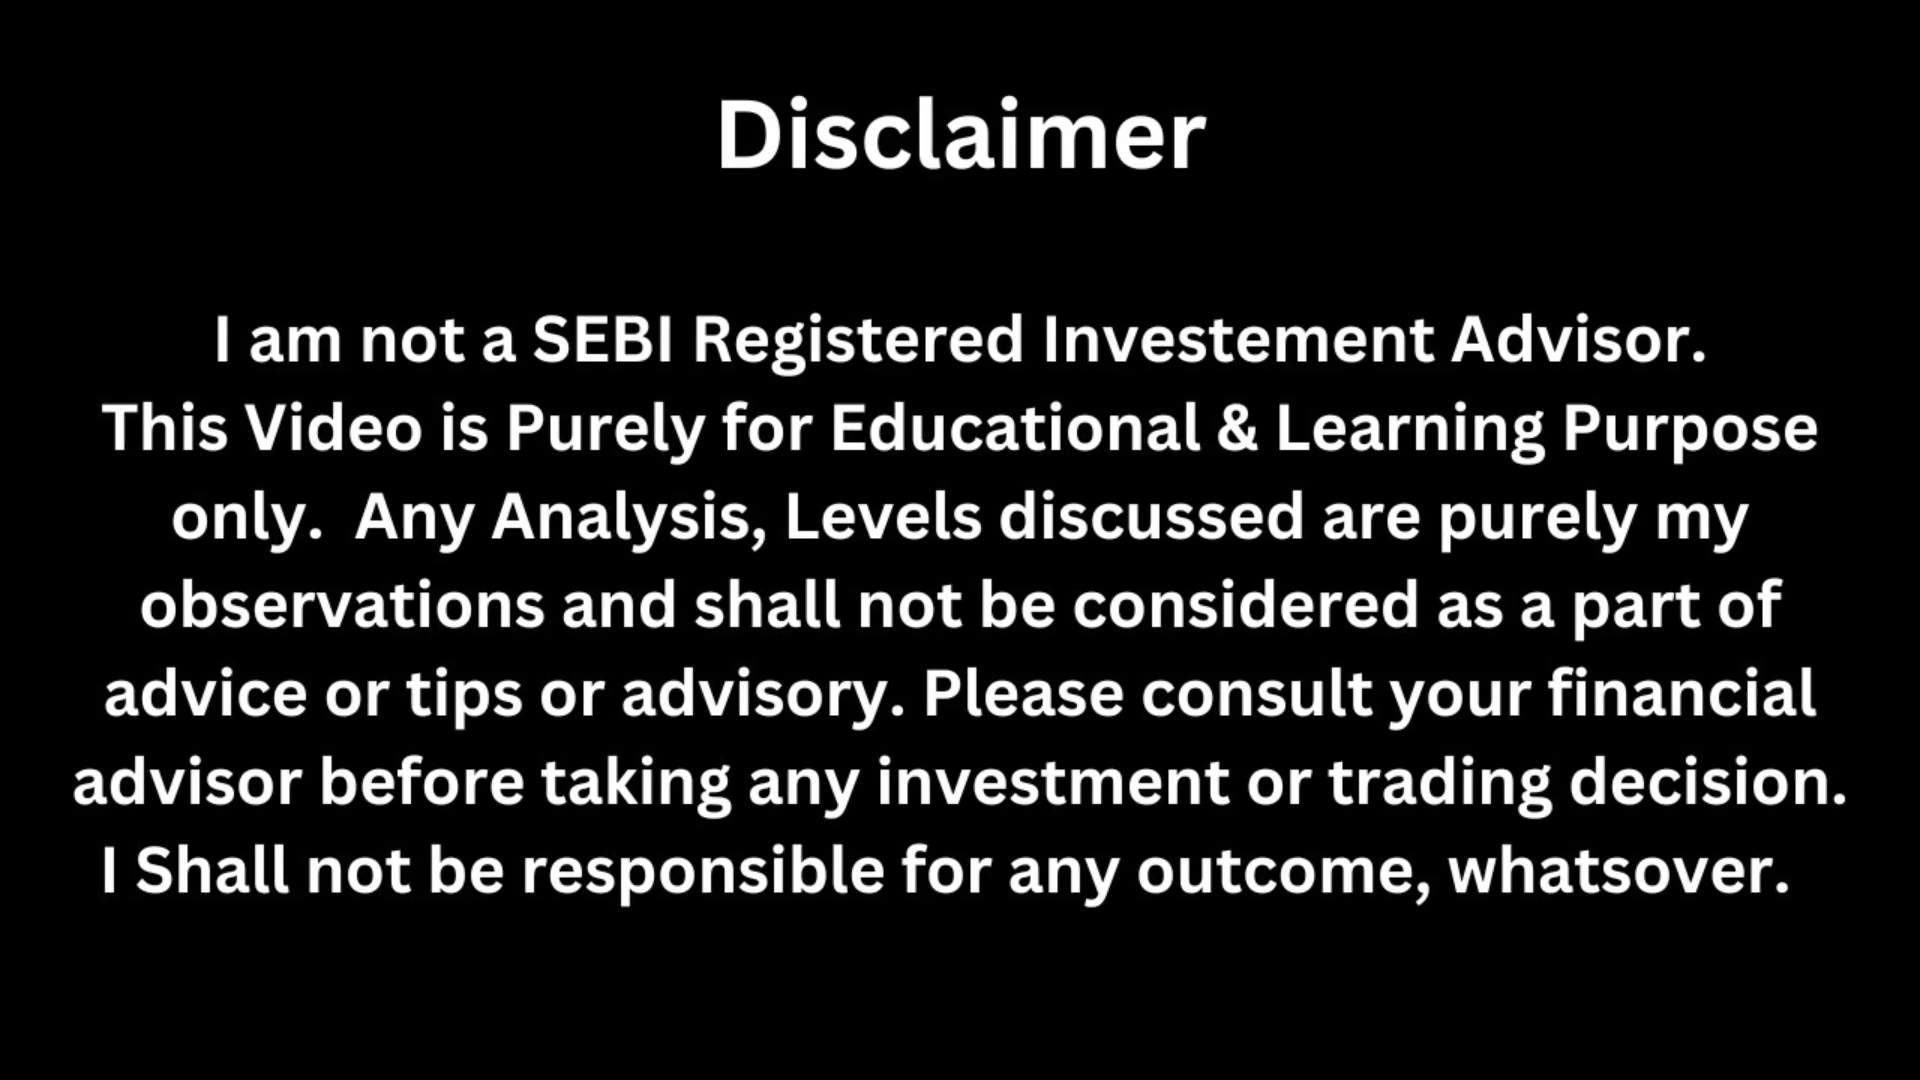 Disclaimer
I am not a SEBI Registered Investement Advisor.
This Video is Purely for Educational & Learning Purpose
only.  Any Analysis, Levels discussed are purely my
observations and shall not be considered as a part of
advice or tips or advisory. Please consult your financial
advisor before taking any investment or trading decision.
I Shall not be responsible for any outcome, whatsover.